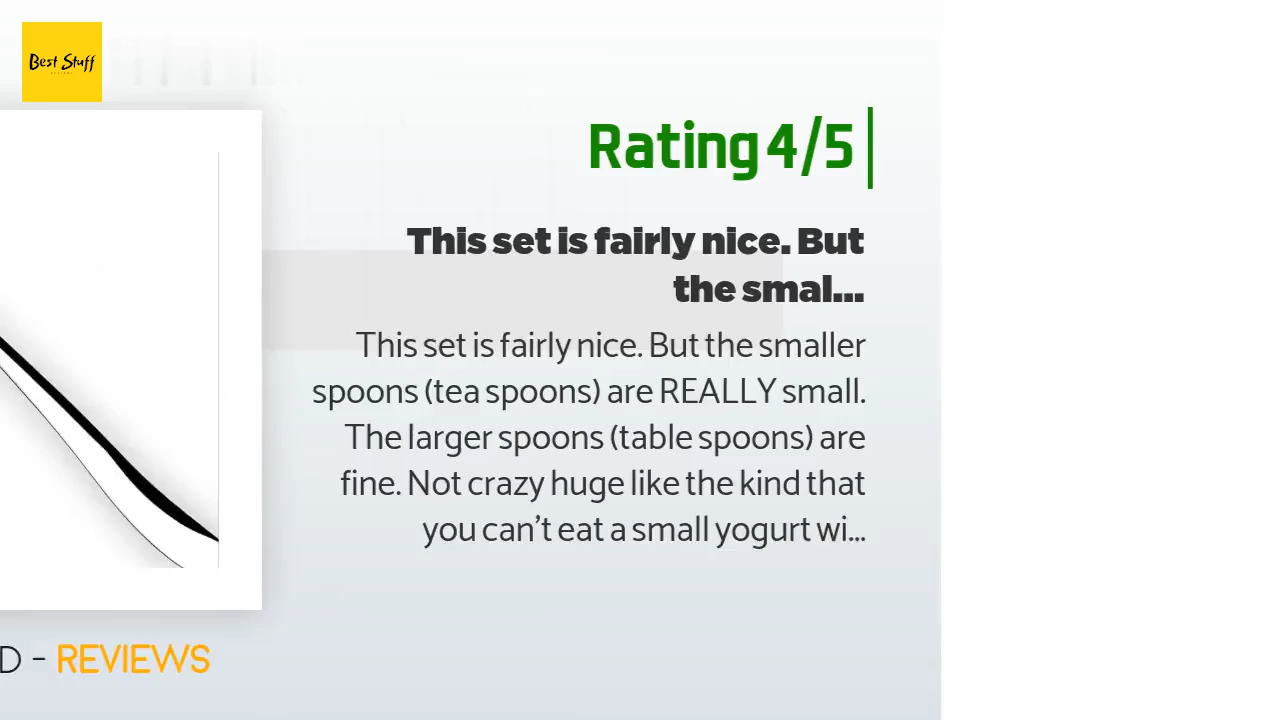 Best Stuff
Rating 4/5
This set is fairly nice. But
the smal...
This set is fairly nice. But the smaller
spoons (tea spoons) are REALLY small.
The larger spoons (table spoons) are
fine. Not crazy huge like the kind that
you can't eat a small yogurt wi...
D - REVIEWS